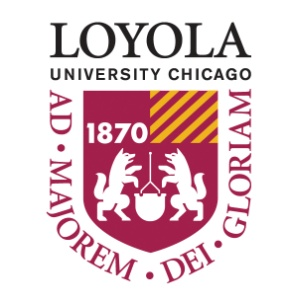 LOYOLA
UNIVERSITY CHICAGO
1870
AD • MAJOREM • DEI • GLORIAM